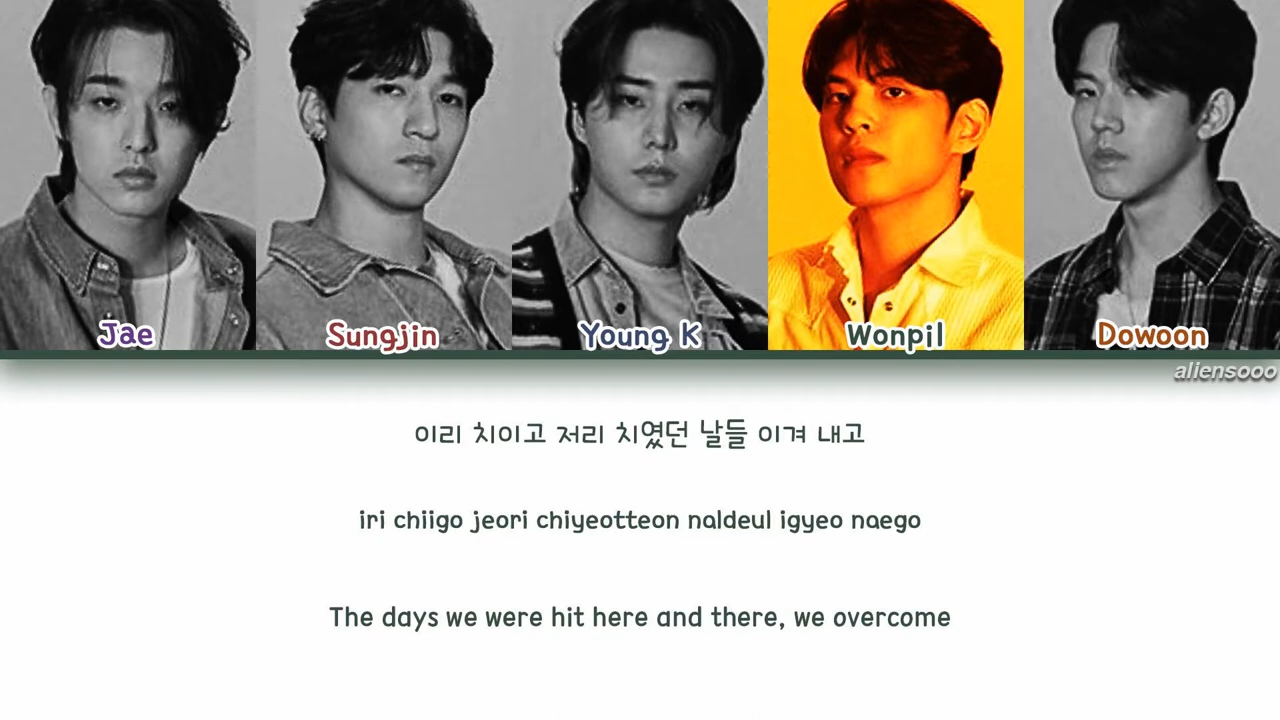 Jae Sungjin Young K Wonpil Dowoon
aliensooo
이리 치이고 저리 치였던 날들 이겨 내고
iri chiigo jeori chiyeotteon naldeul igyeo naego
The days we were hit here and there, we overcome